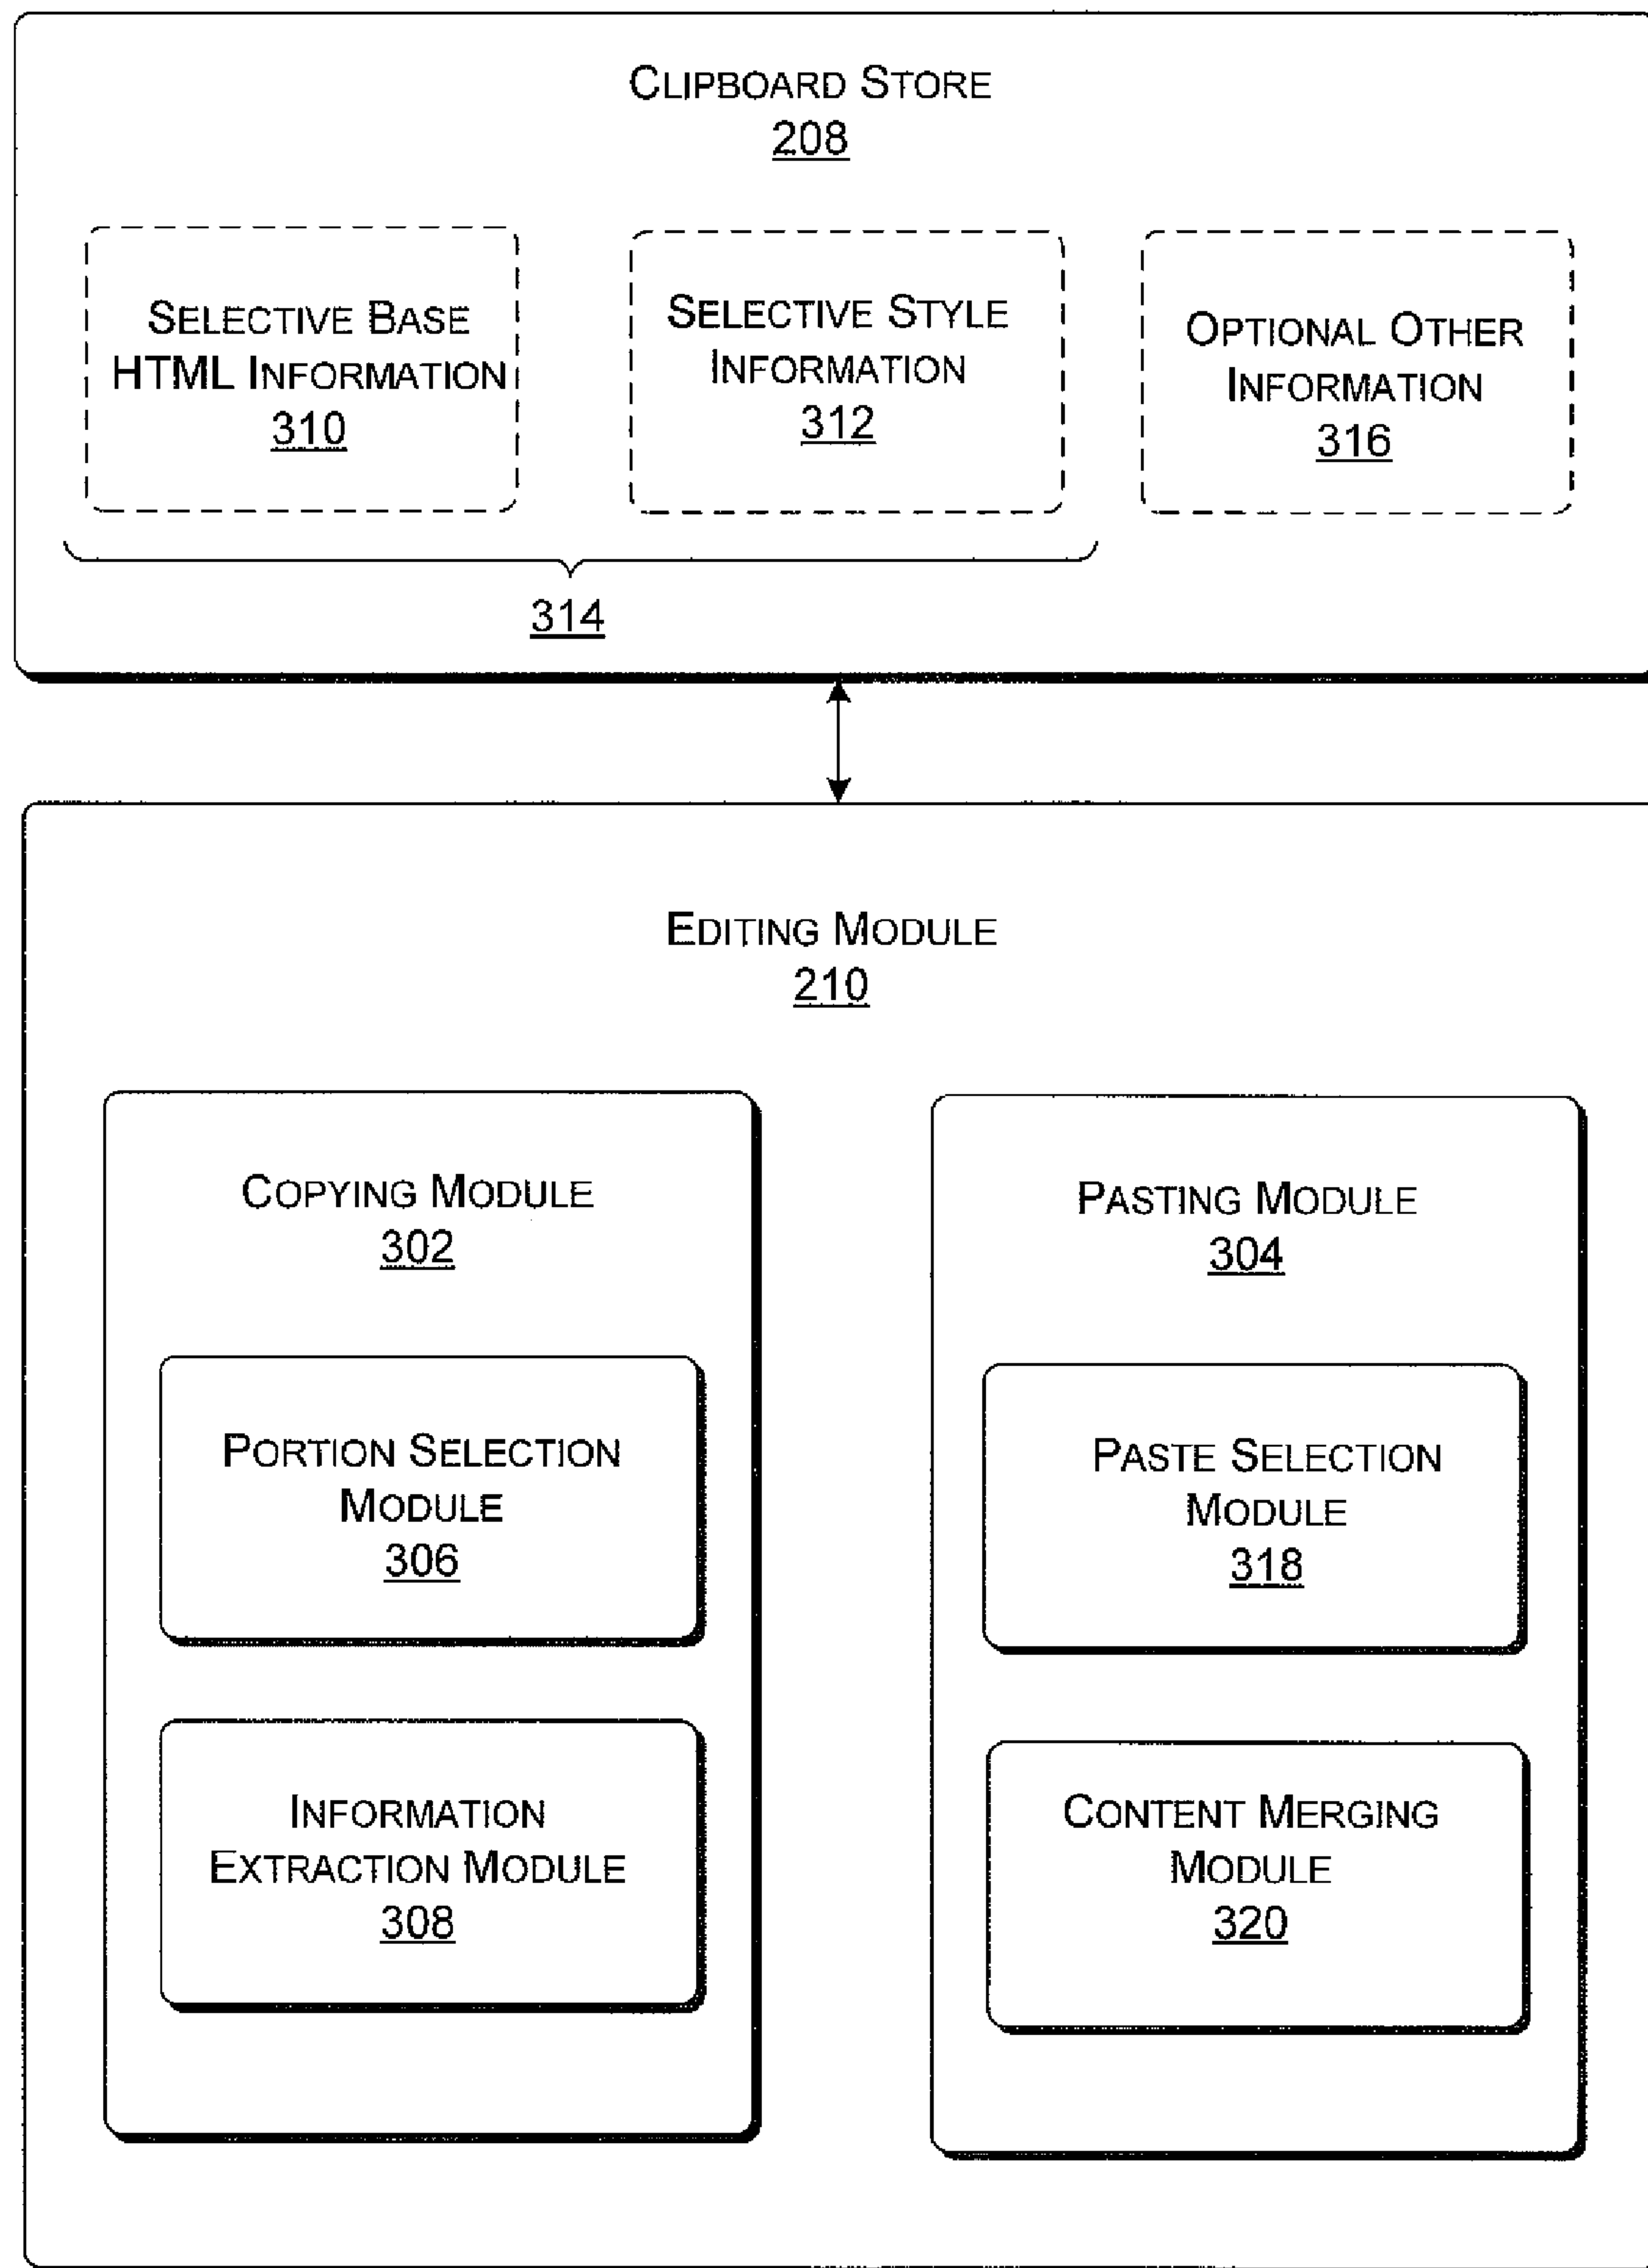 CLIPBOARD STORE
208
SELECTIVE BASE
HTML INFORMATION
310
SELECTIVE STYLE
INFORMATION
312
OPTIONAL OTHER
INFORMATION
316
314
EDITING MODULE
210
COPYING MODULE
302
PORTION SELECTION
MODULE
306
INFORMATION
EXTRACTION MODULE
308
PASTING MODULE
304
PASTE SELECTION
MODULE
318
CONTENT MERGING
MODULE
320